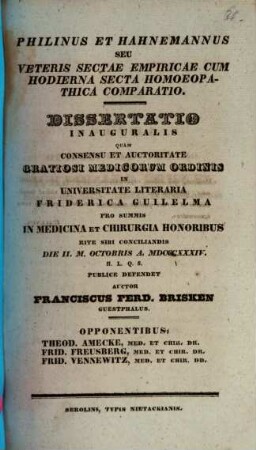 PHILINUS ET HAHNEMANNUS
SEU
VETERIS SECTAE EMPIRICAE CUM
HODIERNA SECTA HOMOEOPA-
THICA COMPARATIO.
DISSERTATIO
INAUGURALIS
QUAM
CONSENSU ET AUCTORITATE
GRATIOSI MEDICORUM ORDINIS
IN
UNIVERSITATE LITERARIA
FRIDERICA GUILELMA
PRO SUMMIS
IN MEDICINA ET CHIRURGIA HONORIBUS
RITE SIBI CONCILIANDIS
DIE II. M. OCTOBRIS A. MDCCCXXXIV.
H. L. Q. S.
PUBLICE DEFENDET
AUCTOR
FRANCISCUS FERD. BRISKEN
GUESTPHALUS.
OPPONENTIBUS:
THEOD. AMECKE, MED. ET CHIR. DR.
FRID. FREUSBERG, MED. ET CHIR. DR.
FRID. VENNEWITZ, MED. ET CHIR. DR.
BEROLINI, TYPIS NIETACKIANIS.